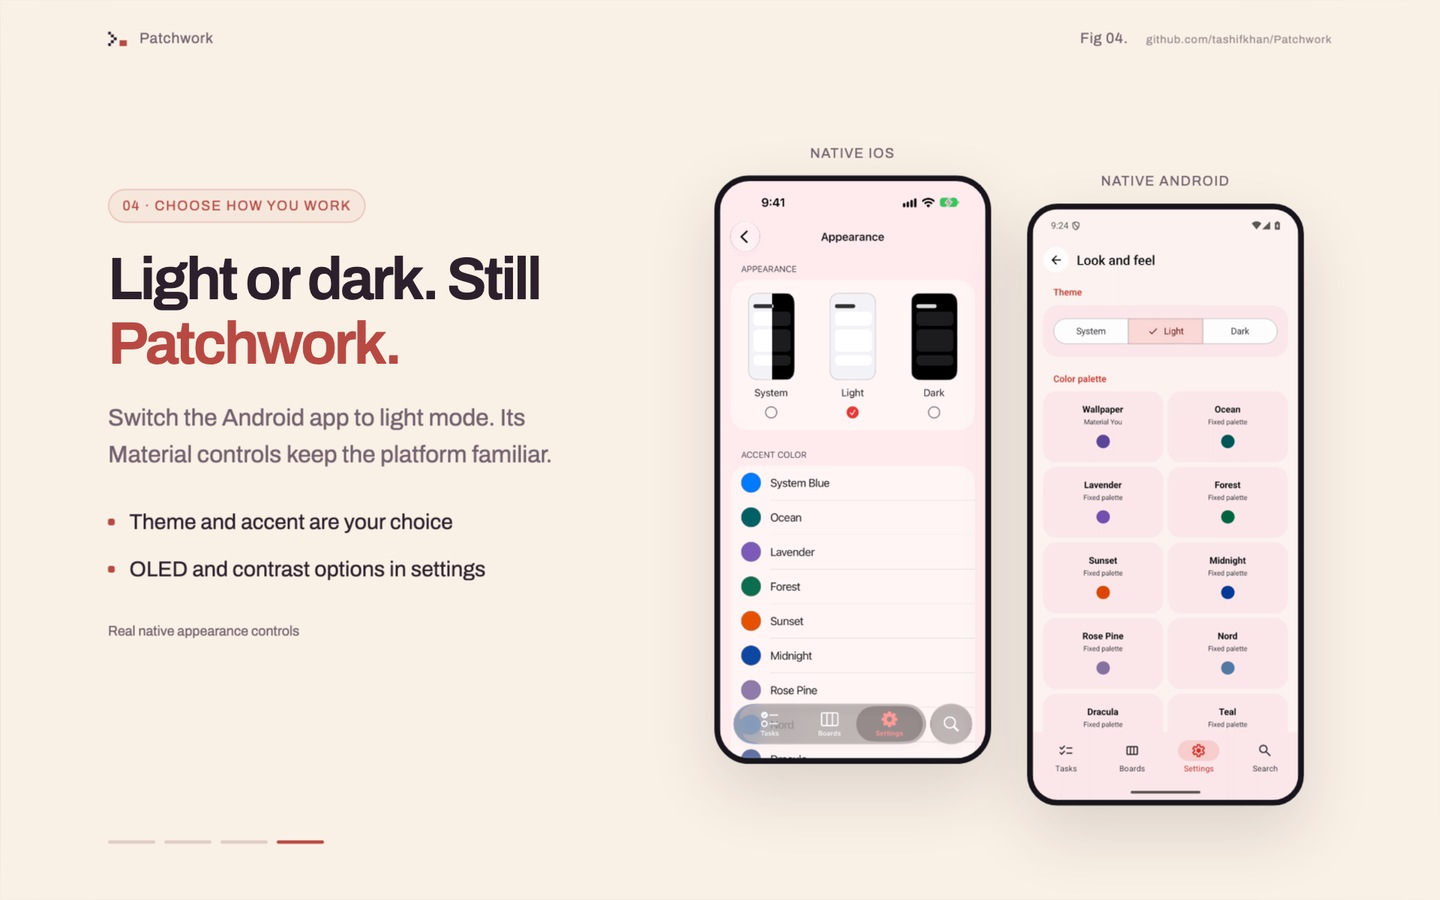 Patchwork
Fig 04.
github.com/tashifkhan/Patchwork
04 · CHOOSE HOW YOU WORK
Light or dark. Still
Patchwork.
Switch the Android app to light mode. Its
Material controls keep the platform familiar.
Theme and accent are your choice
OLED and contrast options in settings
Real native appearance controls
NATIVE IOS
9:41
Appearance
APPEARANCE
System
Light
Dark
ACCENT COLOR
System Blue
Ocean
Lavender
Forest
Sunset
Midnight
Rose Pine
Nord
Tasks
Boards
Settings
Dracula
NATIVE ANDROID
9:24
Look and feel
Theme
System
Light
Dark
Color palette
Wallpaper
Material You
Ocean
Fixed palette
Lavender
Fixed palette
Forest
Fixed palette
Sunset
Fixed palette
Midnight
Fixed palette
Rose Pine
Fixed palette
Nord
Fixed palette
Dracula
Fixed palette
Teal
Fixed palette
Tasks
Boards
Settings
Search